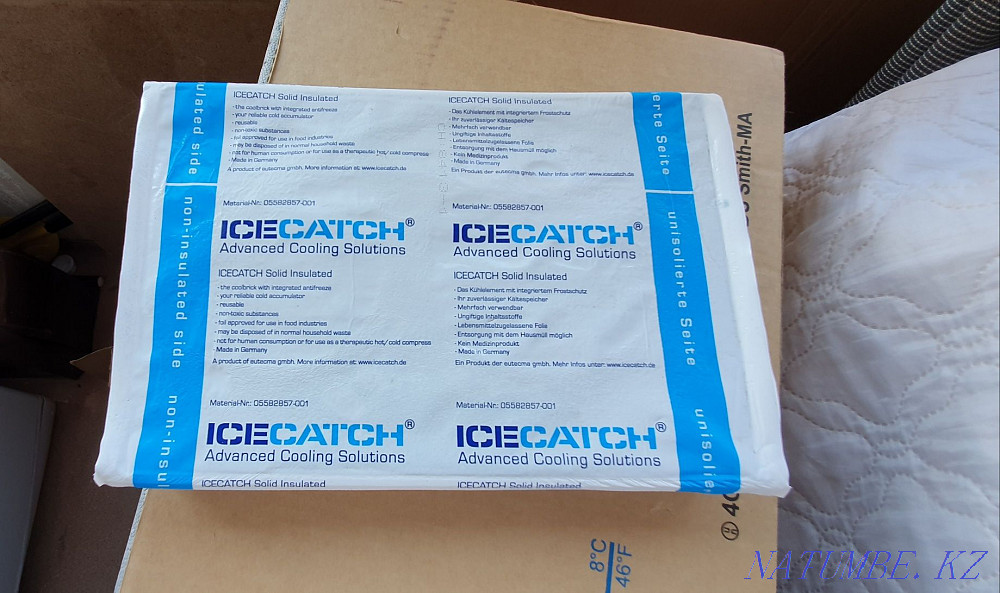 ulated side
non-insulated side
non-insul
ICECATCH Solid Insulated
- the coolbrick with integrated antifreeze
- your reliable cold accumulator
- reusable
- non-toxic substances
- foil approved for use in food industries
- may be disposed of in normal household waste
- not for human consumption or for use as a therapeutic hot/cold compress
- Made in Germany
A product of eutecma gmbh. More information at: www.icecatch.de
Material-Nr.: 05582857-001
ICECATCH®
Advanced Cooling Solutions
ICECATCH Solid Insulated
- the coolbrick with integrated antifreeze
- your reliable cold accumulator
- reusable
- non-toxic substances
- foil approved for use in food industries
- may be disposed of in normal household waste
- not for human consumption or for use as a therapeutic hot/cold compress
- Made in Germany
A product of eutecma gmbh. More information at: www.icecatch.de
Material-Nr.: 05582857-001
ICECATCH®
Advanced Cooling Solutions
ICECATCH Solid Insulated
ICECATCH Solid Insulated
- Das Kühlelement mit integriertem Frostschutz
- Ihr zuverlässiger Kältespeicher
- Mehrfach verwendbar
- Ungiftige Inhaltsstoffe
- Lebensmittelzugelassene Folie
- Entsorgung mit dem Hausmüll möglich
- Kein Medizinprodukt
- Made in Germany
Ein Produkt der eutecma gmbh. Mehr Infos unter: www.icecatch.de
Material-Nr.: 05582857-001
ICECATCH®
Advanced Cooling Solutions
ICECATCH Solid Insulated
- Das Kühlelement mit integriertem Frostschutz
- Ihr zuverlässiger Kältespeicher
- Mehrfach verwendbar
- Ungiftige Inhaltsstoffe
- Lebensmittelzugelassene Folie
- Entsorgung mit dem Hausmüll möglich
- Kein Medizinprodukt
- Made in Germany
Ein Produkt der eutecma gmbh. Mehr Infos unter: www.icecatch.de
Material-Nr.: 05582857-001
ICECATCH®
Advanced Cooling Solutions
ICECATCH Solid Insulated
erte Seite
unisolierte Seite
unisolie
Smith-MA
8°C
46°F
NATUMBE.KZ